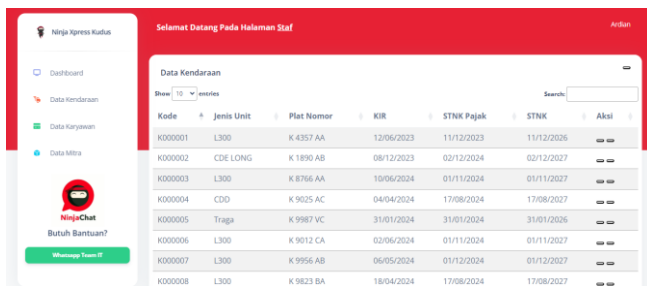 Ninja Xpress Kudus
Selamat Datang Pada Halaman Staf
Ardian
Dashboard
Data Kendaraan
Data Karyawan
Data Mitra
NinjaChat
Butuh Bantuan?
Whatsapp Team IT
Data Kendaraan
Show 10 entries
Search:
Kode Jenis Unit Plat Nomor KIR STNK Pajak STNK Aksi
K000001 L300 K 4357 AA 12/06/2023 11/12/2023 11/12/2026
K000002 CDE LONG K 1890 AB 08/12/2023 02/12/2024 02/12/2027
K000003 L300 K 8766 AA 10/06/2024 01/11/2024 01/11/2027
K000004 CDD K 9025 AC 04/04/2024 17/08/2024 17/08/2027
K000005 Traga K 9987 VC 31/01/2024 31/01/2024 31/01/2026
K000006 L300 K 9012 CA 02/06/2024 01/11/2024 01/11/2027
K000007 L300 K 9956 AB 06/05/2024 01/12/2024 01/12/2027
K000008 L300 K 9823 BA 18/04/2024 17/08/2024 17/08/2027